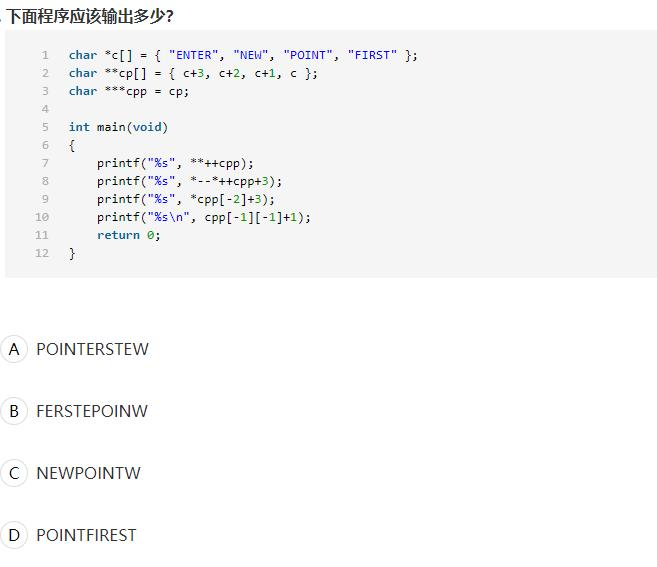 . 下面程序应该输出多少?
1 char *c[] = { "ENTER", "NEW", "POINT", "FIRST" };
2 char **cp[] = { c+3, c+2, c+1, c };
3 char ***cpp = cp;
4
5 int main(void)
6 {
7 printf("%s", **++cpp);
8 printf("%s", *--*++cpp+3);
9 printf("%s", *cpp[-2]+3);
10 printf("%s\n", cpp[-1][-1]+1);
11 return 0;
12 }
A POINTERSTEW
B FERSTEPOINW
C NEWPOINTW
D POINTFIREST